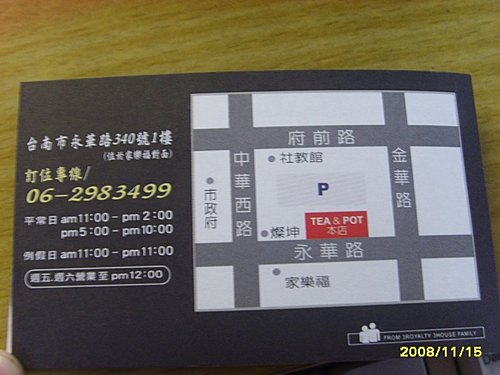 台南市永華路340號1樓
(位於家樂福對面)
訂位專線/
06-2983499
平常日 am11:00 - pm 2:00
pm5:00 - pm10:00
例假日 am11:00 - pm11:00
週五.週六營業至pm12:00
府前路
中華西路
金華路
社教館
市政府
P
TEA & POT
本店
燦坤
永華路
家樂福
FROM 3ROYALTY 3HOUSE FAMILY
2008/11/15